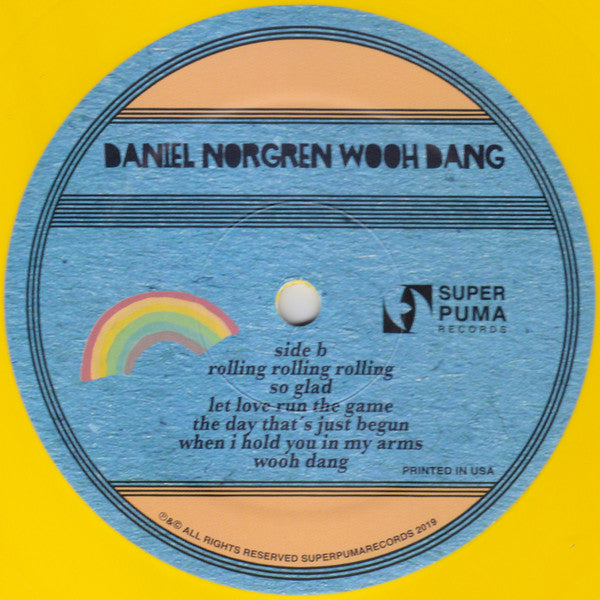 DANIEL NORGREN WOOH DANG
SUPER
PUMA
RECORDS
side b
rolling rolling rolling
so glad
let love run the game
the day that´s just begun
when i hold you in my arms
wooh dang
PRINTED IN USA
℗&© ALL RIGHTS RESERVED SUPERPUMARECORDS 2019